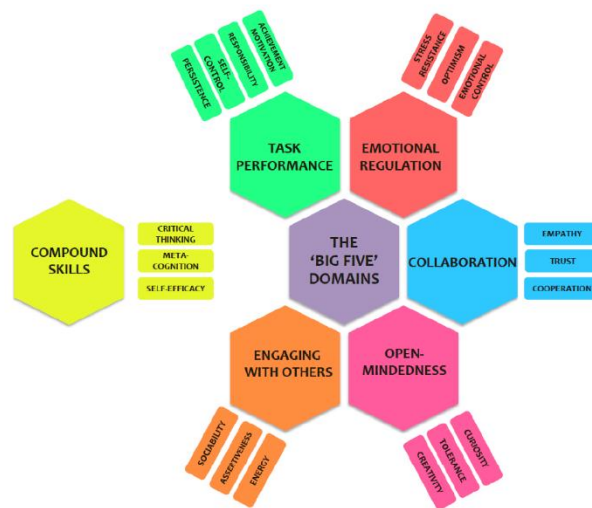 ACHIEVEMENT
MOTIVATION
RESPONSIBILITY
SELF-
CONTROL
PERSISTENCE
STRESS
RESISTANCE
OPTIMISM
EMOTIONAL
CONTROL
TASK
PERFORMANCE
EMOTIONAL
REGULATION
COMPOUND
SKILLS
CRITICAL
THINKING
META-
COGNITION
SELF-EFFICACY
THE
'BIG FIVE'
DOMAINS
COLLABORATION
EMPATHY
TRUST
COOPERATION
ENGAGING
WITH OTHERS
OPEN-
MINDEDNESS
SOCIABILITY
ASSERTIVENESS
ENERGY
CURIOSITY
TOLERANCE
CREATIVITY